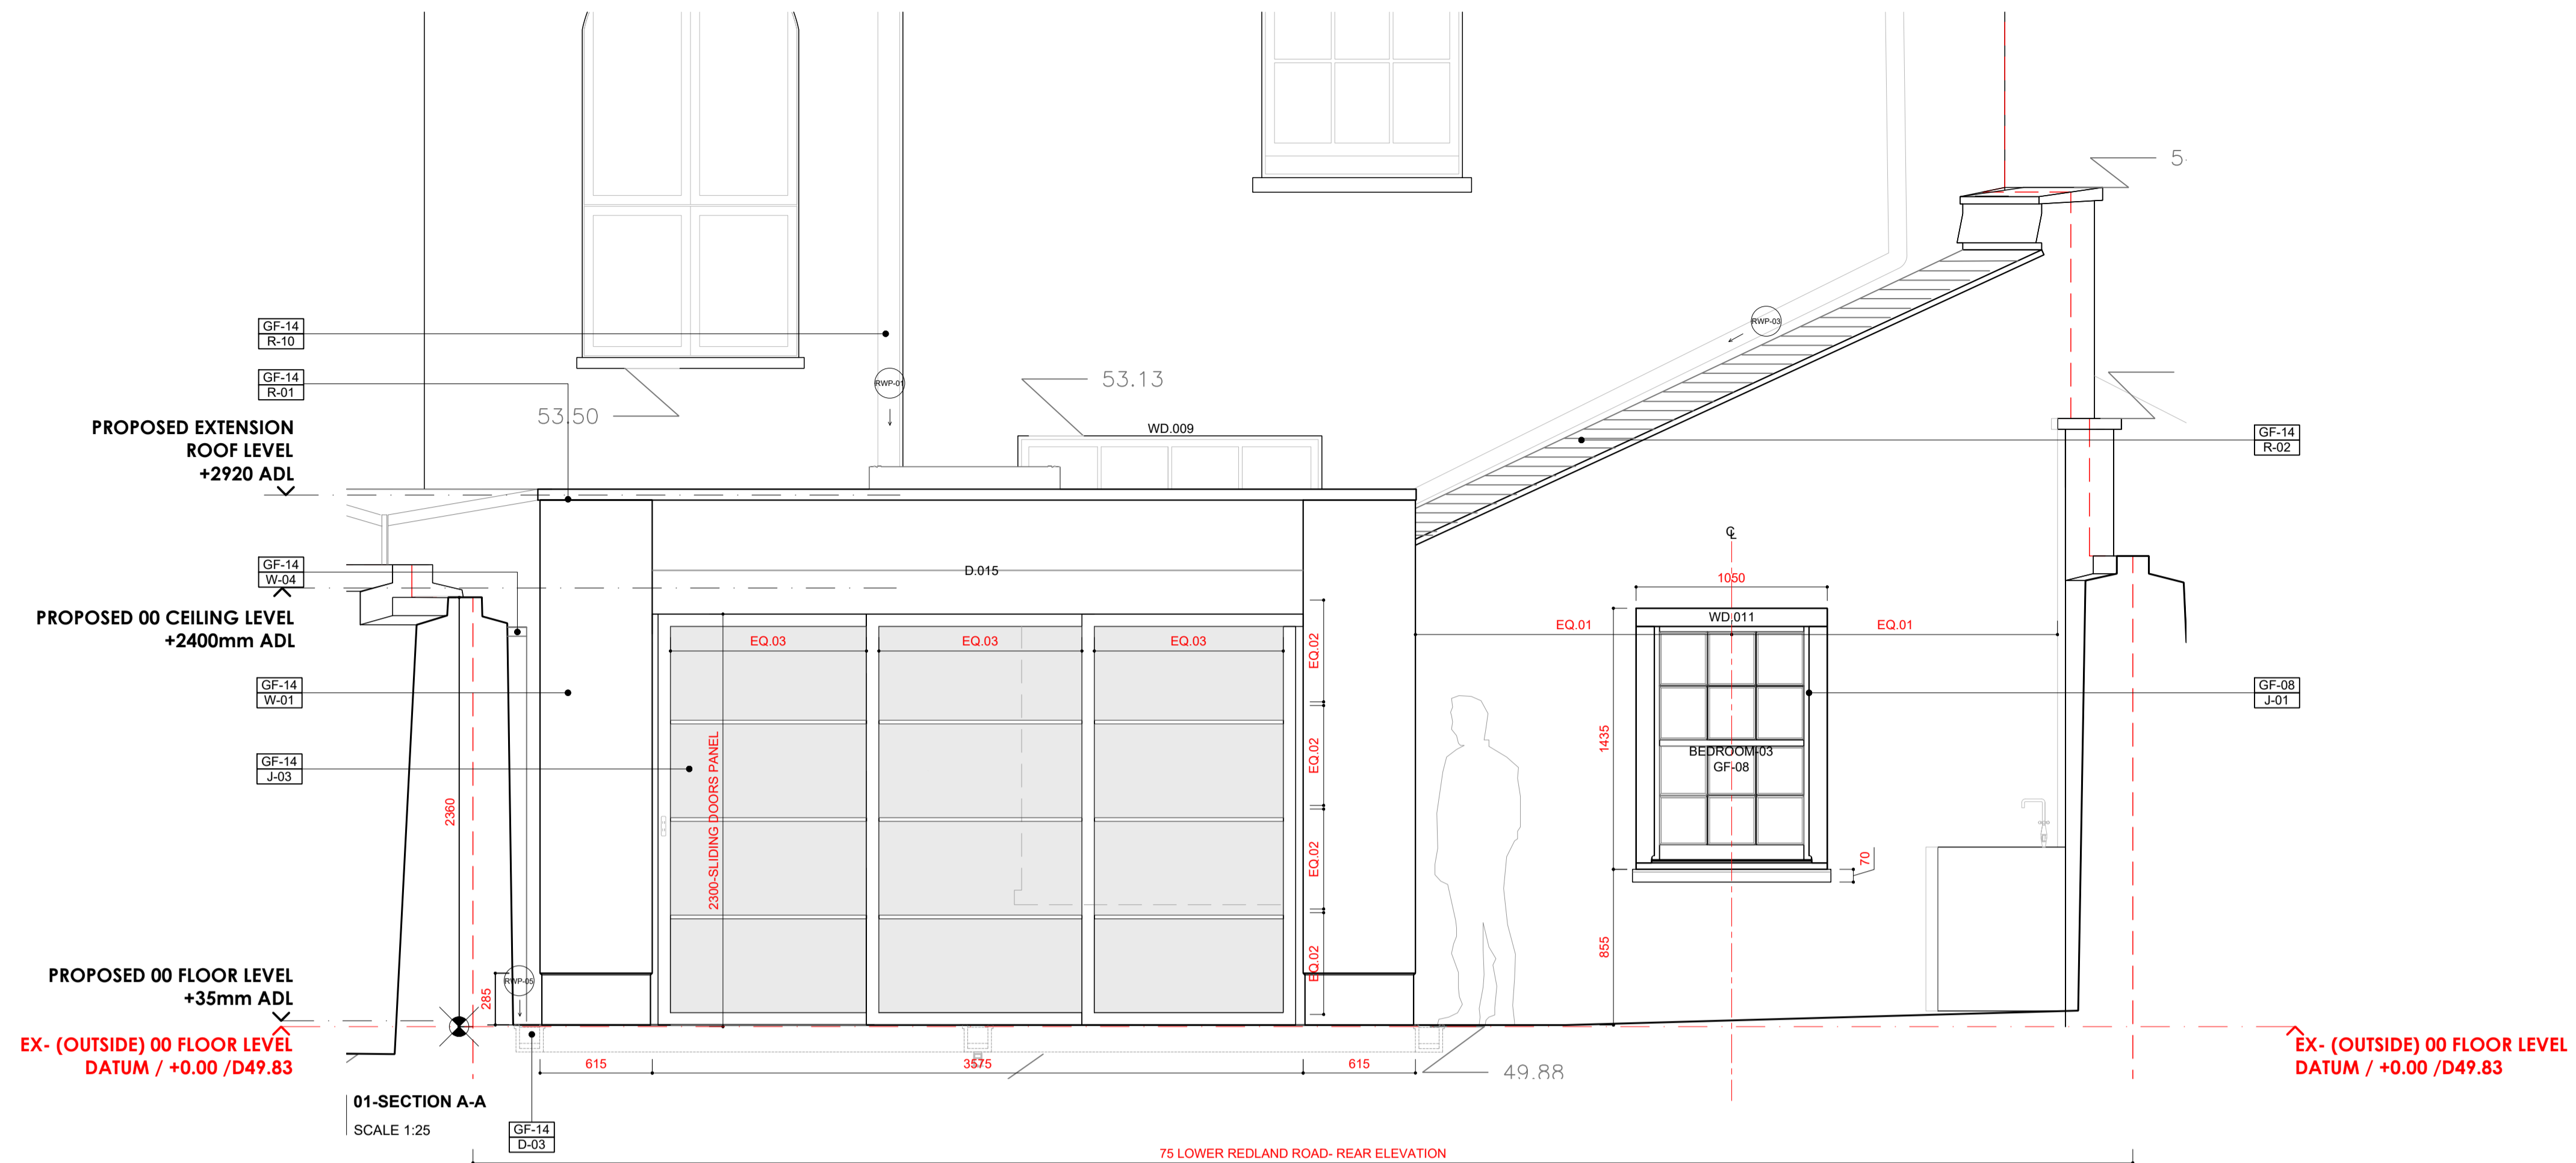 5
GF-14
R-10
RWP-03
GF-14
R-01
RWP-01
53.13
53.50
PROPOSED EXTENSION
ROOF LEVEL
+2920 ADL
WD.009
GF-14
R-02
℄
GF-14
W-04
D.015
1050
PROPOSED 00 CEILING LEVEL
+2400mm ADL
WD.011
EQ.01
EQ.01
EQ.03
EQ.03
EQ.03
EQ.02
GF-14
W-01
GF-08
J-01
1435
EQ.02
BEDROOM-03
GF-08
GF-14
J-03
2300-SLIDING DOORS PANEL
2360
EQ.02
70
855
EQ.02
PROPOSED 00 FLOOR LEVEL
+35mm ADL
RWP-05
285
EX- (OUTSIDE) 00 FLOOR LEVEL
DATUM / +0.00 /D49.83
EX- (OUTSIDE) 00 FLOOR LEVEL
DATUM / +0.00 /D49.83
615
3575
615
49.88
01-SECTION A-A
SCALE 1:25
GF-14
D-03
75 LOWER REDLAND ROAD- REAR ELEVATION